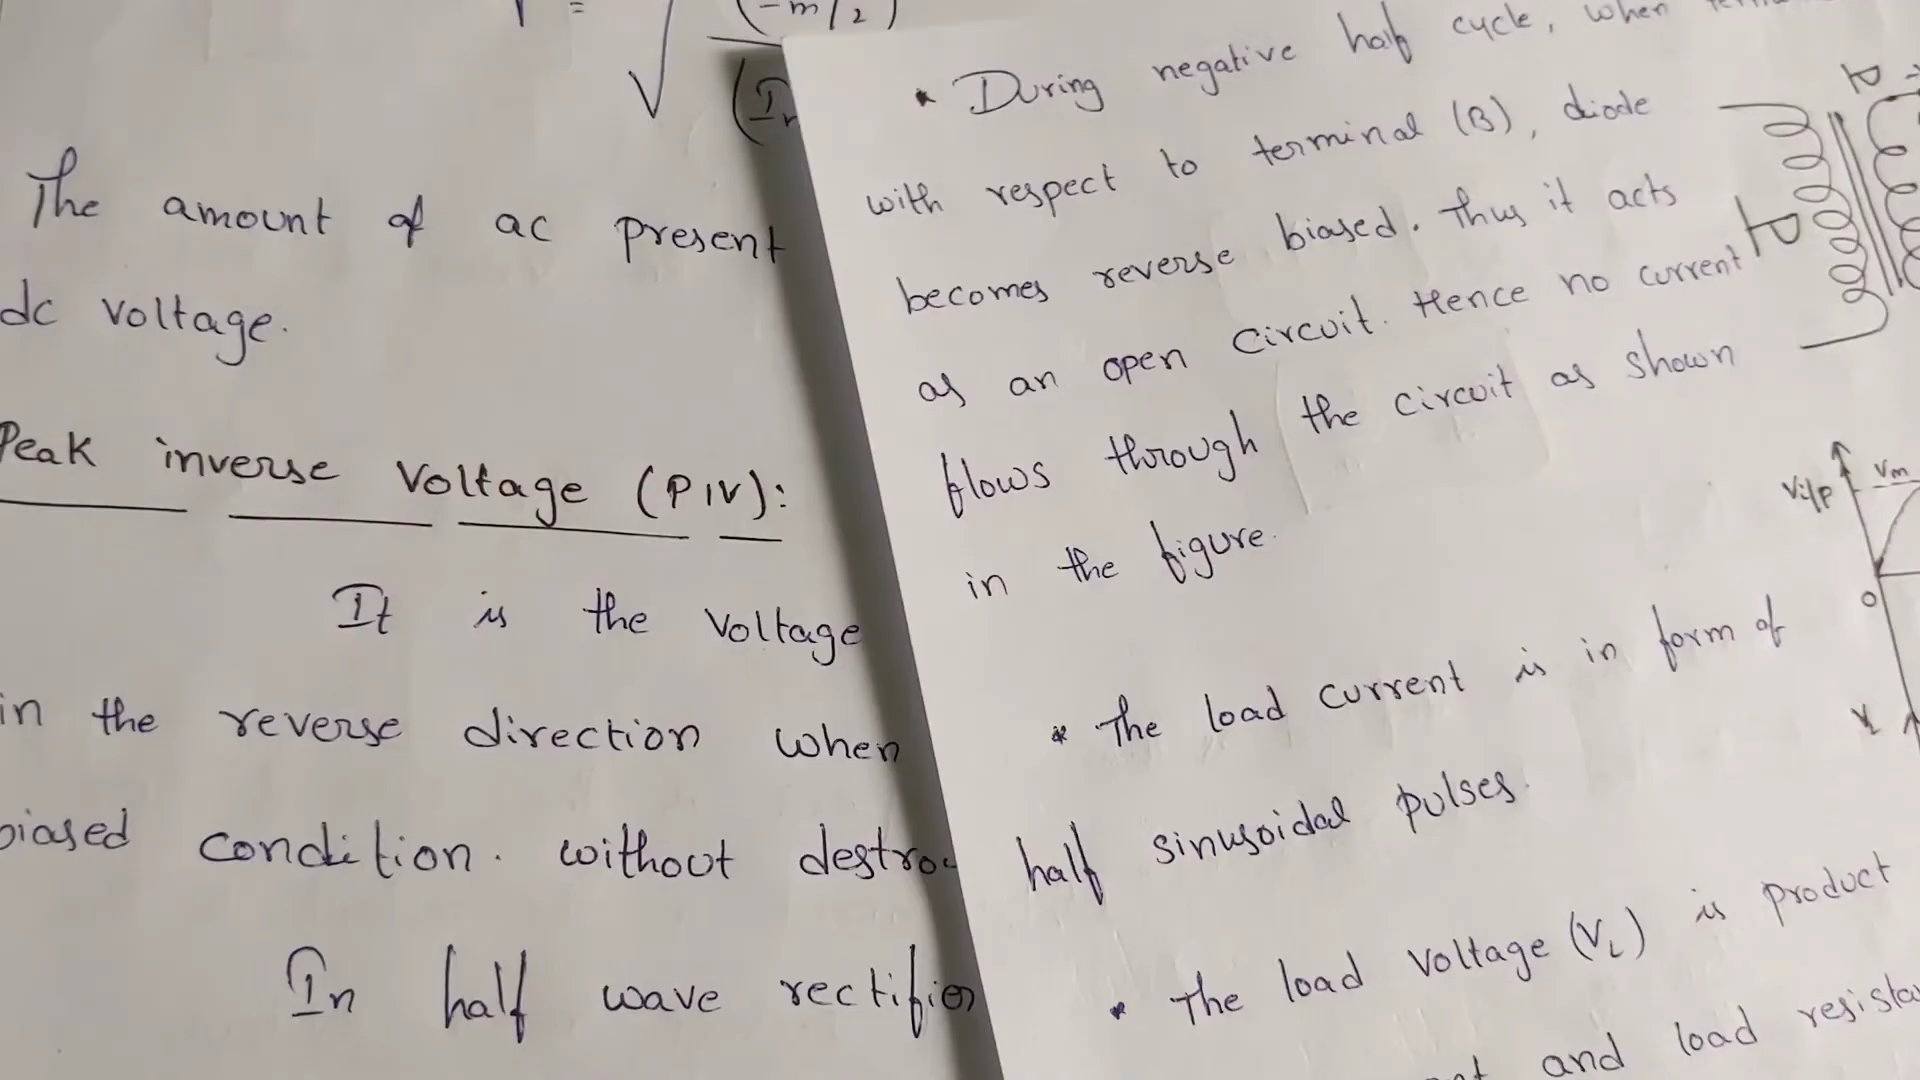 (-m/2)
The amount of ac present
dc voltage.
Peak inverse Voltage (PIV):
It is the voltage
in the reverse direction when
biased condition. without
In half wave rectifier
* During negative half cycle, when
with respect to terminal (B), diode
becomes reverse biased. Thus it acts
as an open circuit. Hence no current
flows through the circuit as shown
in the figure.
* The load current is in form of
half sinusoidal pulses.
* The load voltage (VL) is product
and load
Vi/p
Vm
0